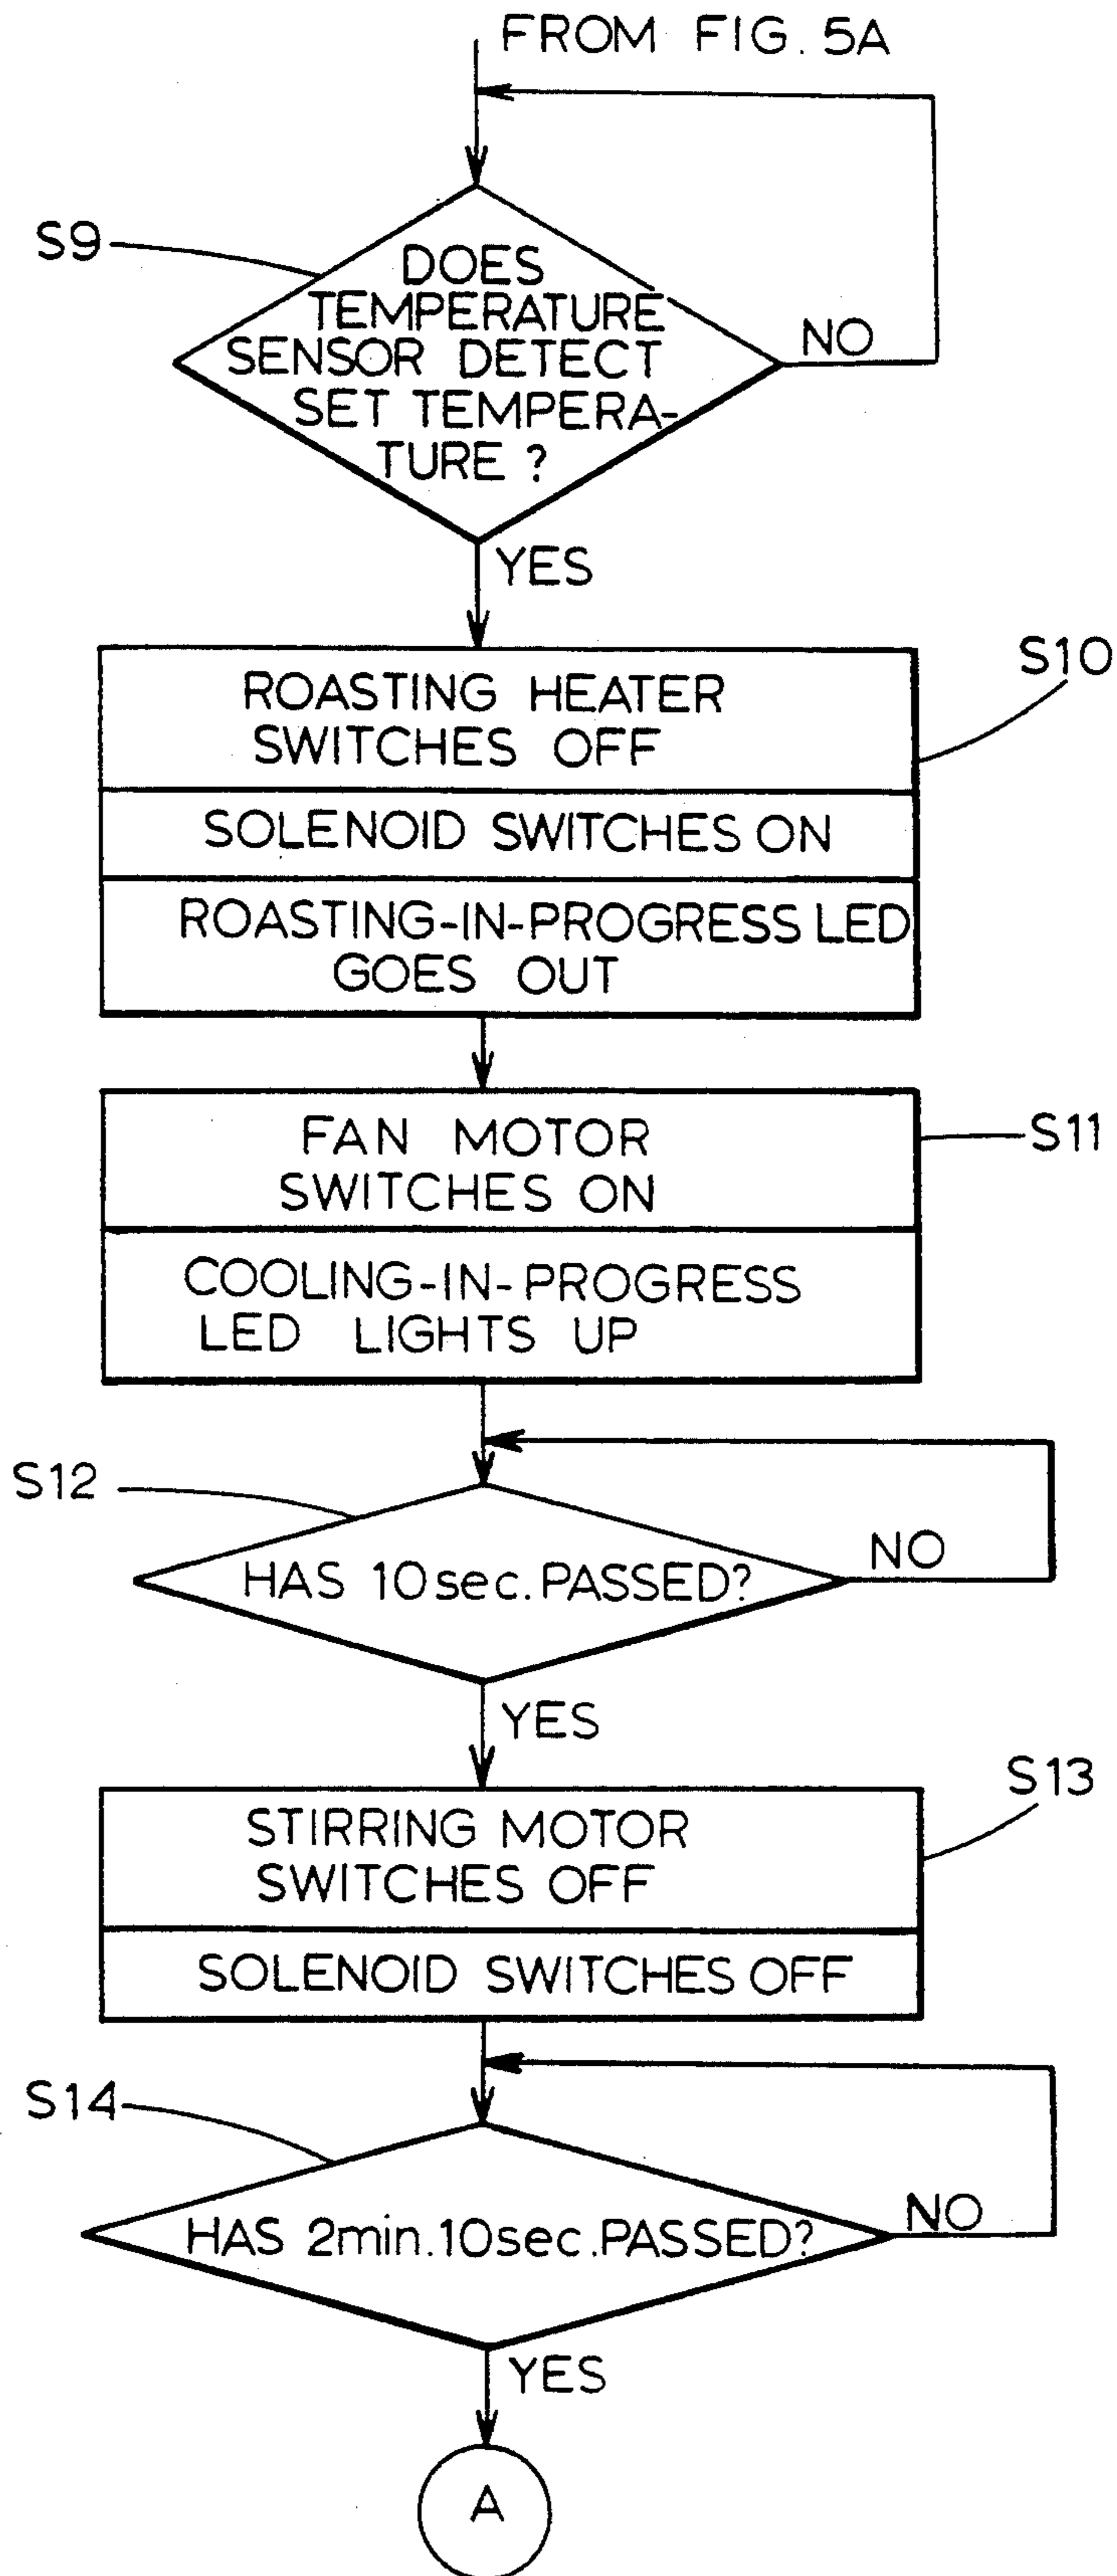 FROM FIG. 5A
S9
DOES
TEMPERATURE
SENSOR DETECT
SET TEMPERA-
TURE ?
NO
YES
S10
ROASTING HEATER
SWITCHES OFF
SOLENOID SWITCHES ON
ROASTING-IN-PROGRESS LED
GOES OUT
S11
FAN MOTOR
SWITCHES ON
COOLING-IN-PROGRESS
LED LIGHTS UP
S12
HAS 10sec. PASSED?
NO
YES
S13
STIRRING MOTOR
SWITCHES OFF
SOLENOID SWITCHES OFF
S14
HAS 2min.10sec.PASSED?
NO
YES
A